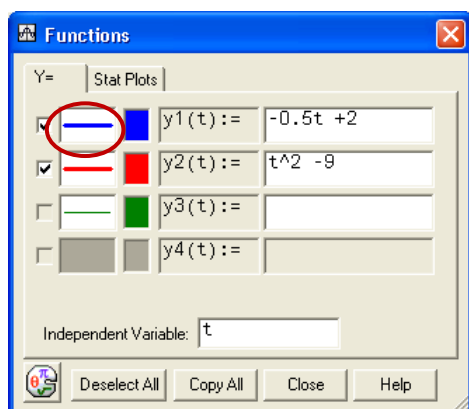 Functions
Y= Stat Plots
y1(t):= -0.5t +2
y2(t):= t^2 -9
y3(t):=
y4(t):=
Independent Variable: t
θπ Deselect All Copy All Close Help